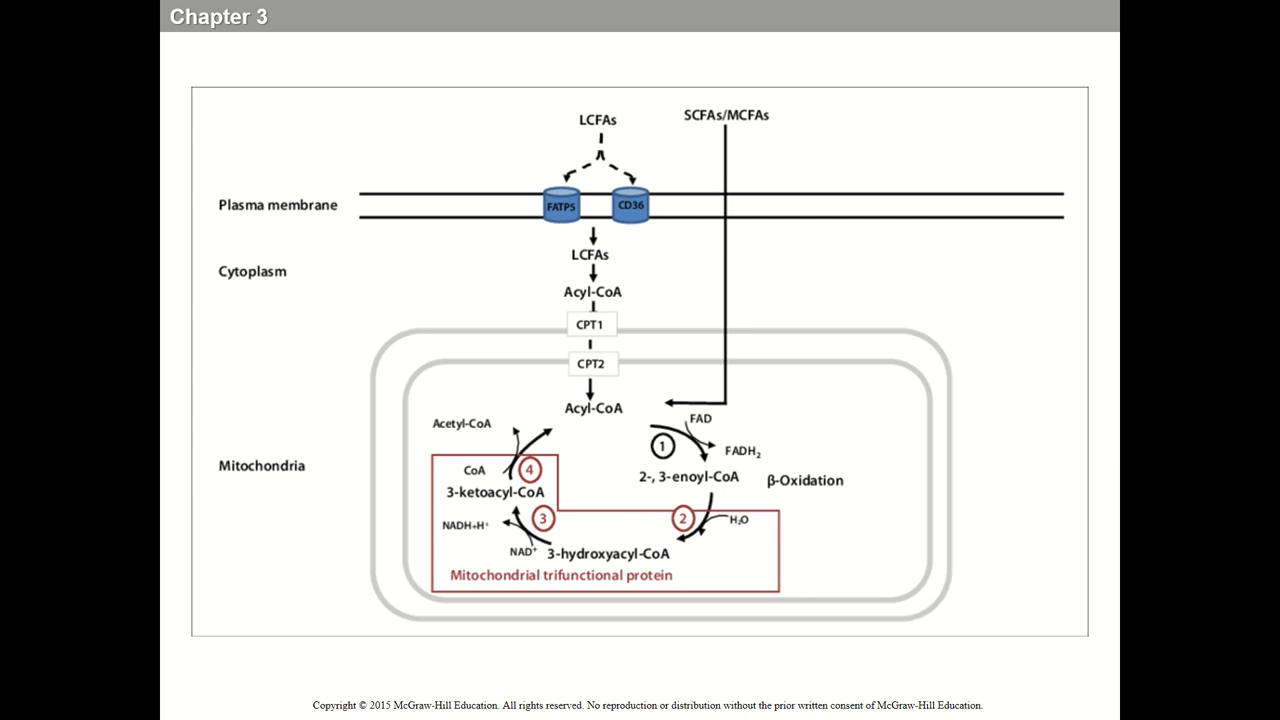 Chapter 3
LCFAs
SCFAs/MCFAs
Plasma membrane
FATP5
CD36
LCFAs
Cytoplasm
Acyl-CoA
CPT1
CPT2
Acyl-CoA
Acetyl-CoA
FAD
1
FADH₂
Mitochondria
CoA
4
2-, 3-enoyl-CoA
β-Oxidation
3-ketoacyl-CoA
NADH+H⁺
3
2
H₂O
NAD⁺
3-hydroxyacyl-CoA
Mitochondrial trifunctional protein
Copyright © 2015 McGraw-Hill Education. All rights reserved. No reproduction or distribution without the prior written consent of McGraw-Hill Education.